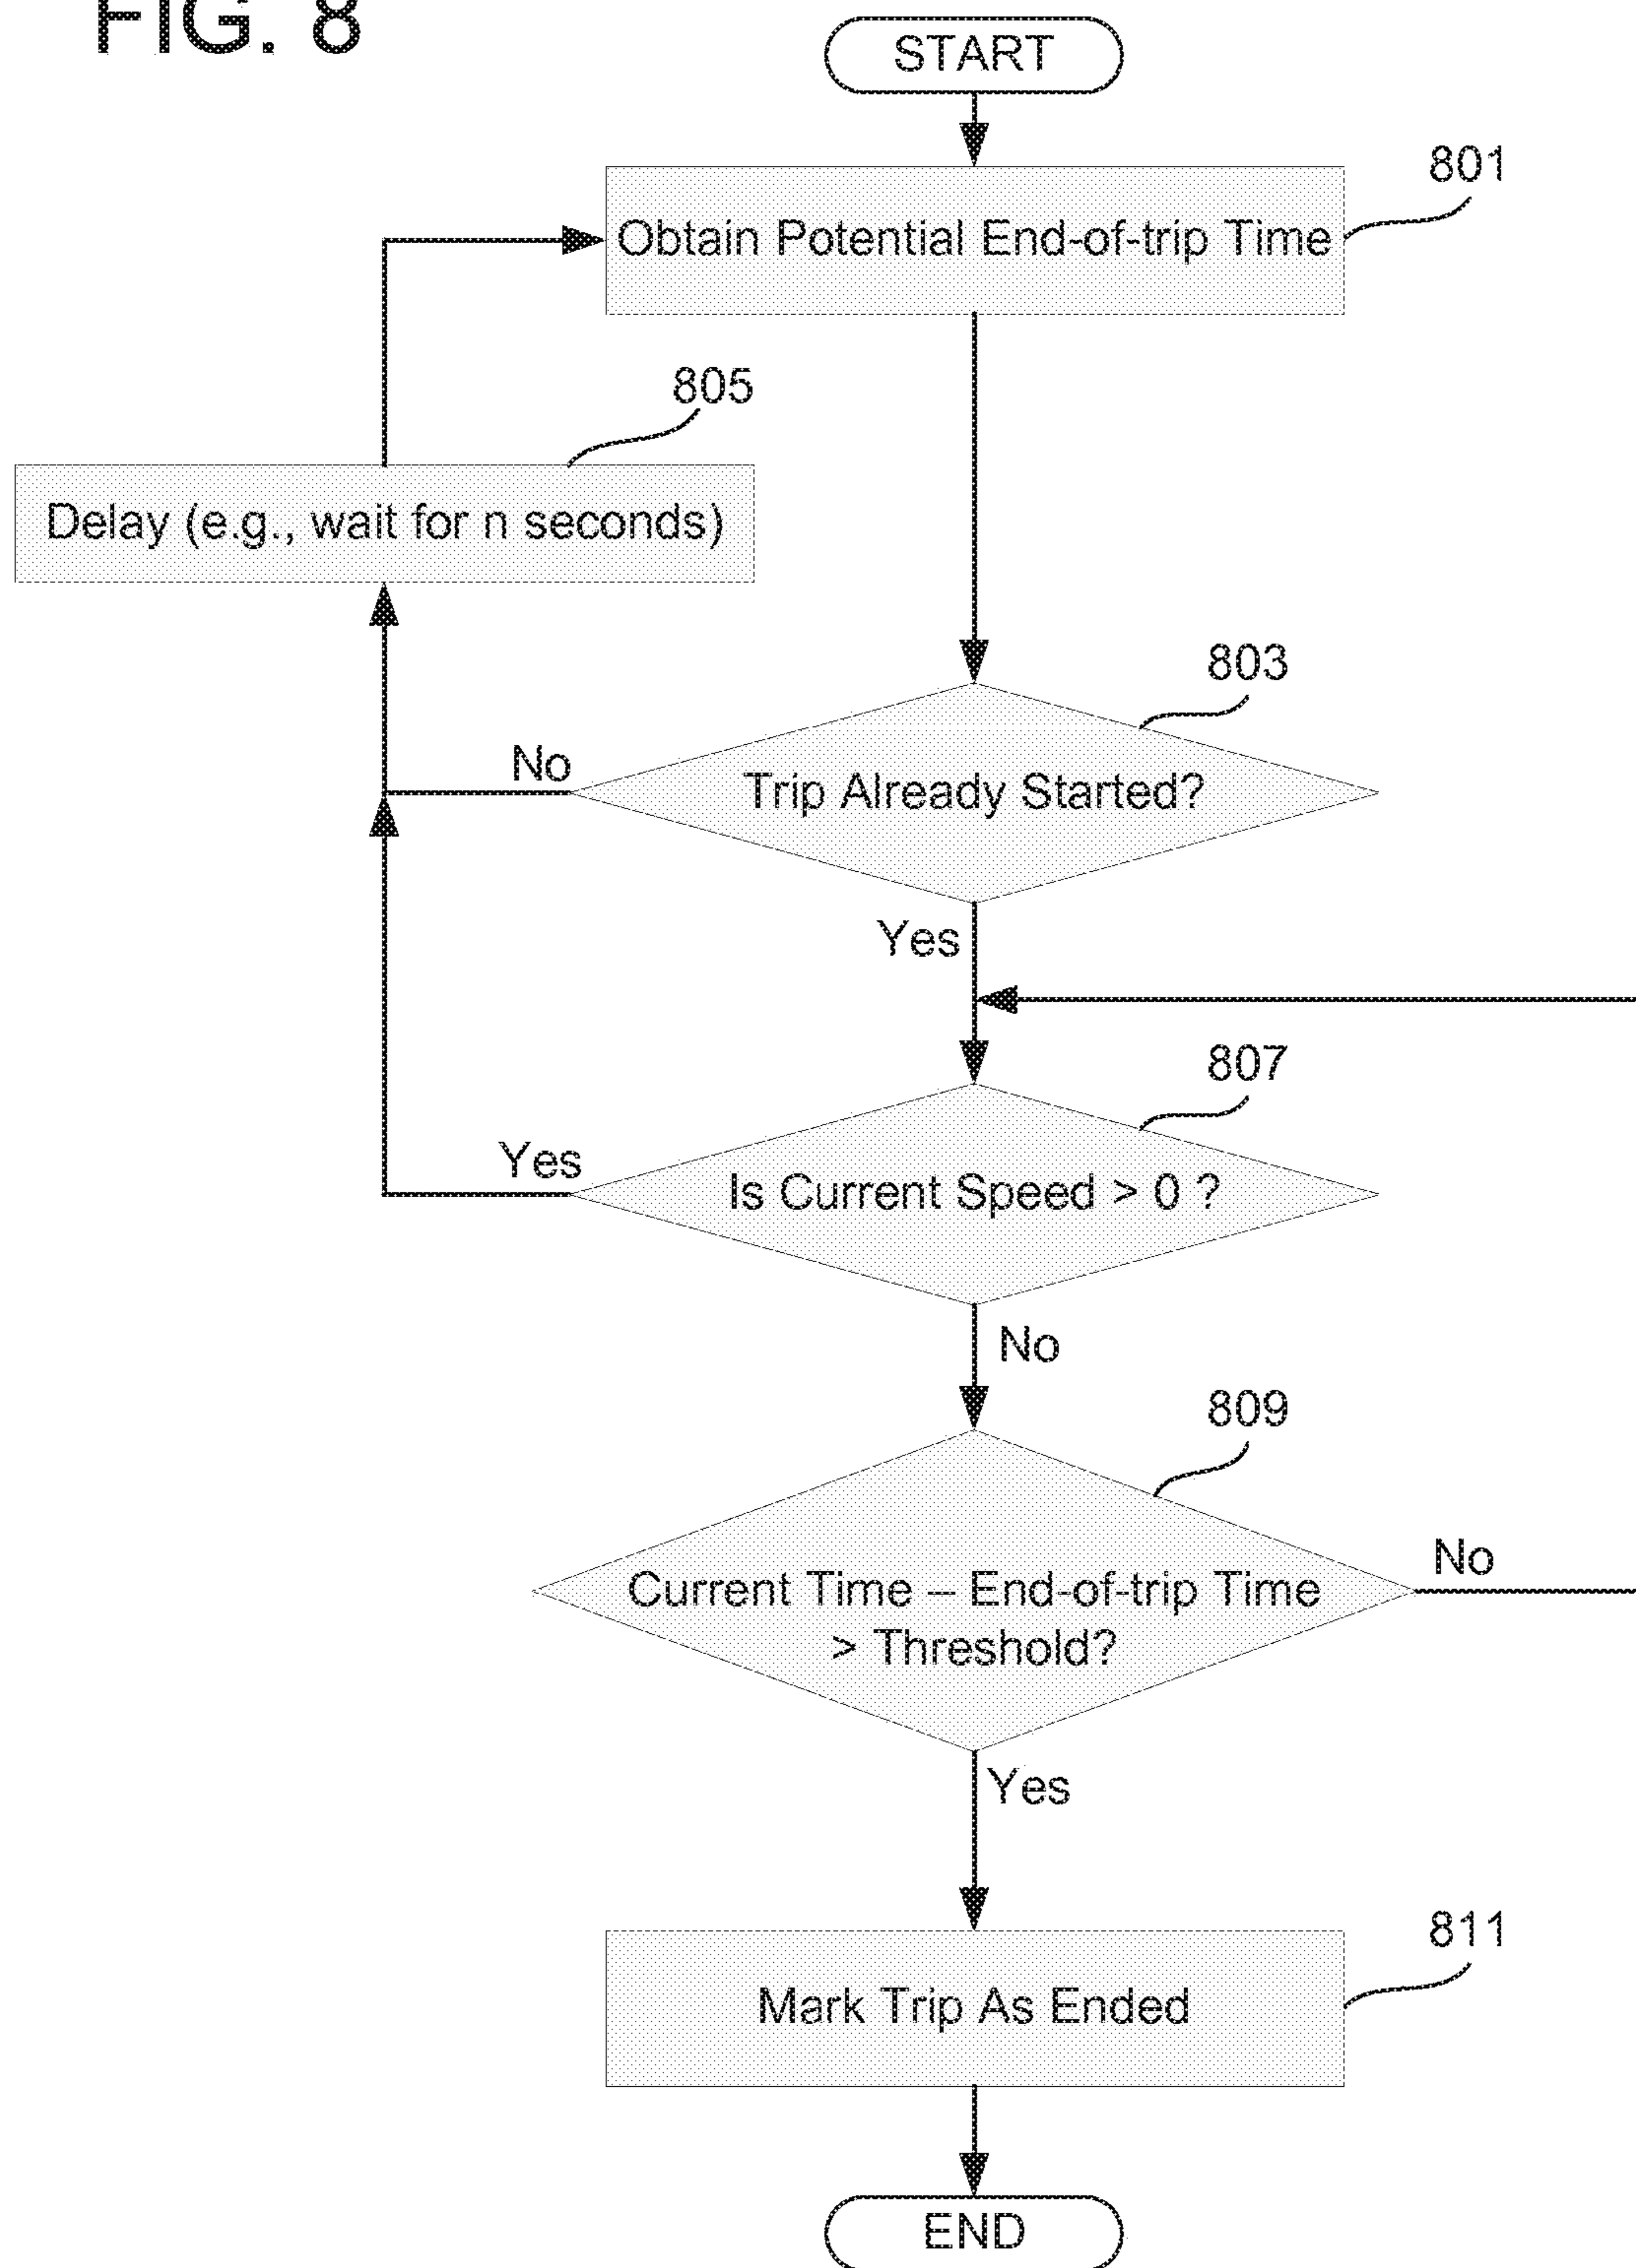 FIG. 8
START
801
Obtain Potential End-of-trip Time
805
Delay (e.g., wait for n seconds)
803
No
Trip Already Started?
Yes
807
Yes
Is Current Speed > 0 ?
No
809
No
Current Time – End-of-trip Time
> Threshold?
Yes
811
Mark Trip As Ended
END